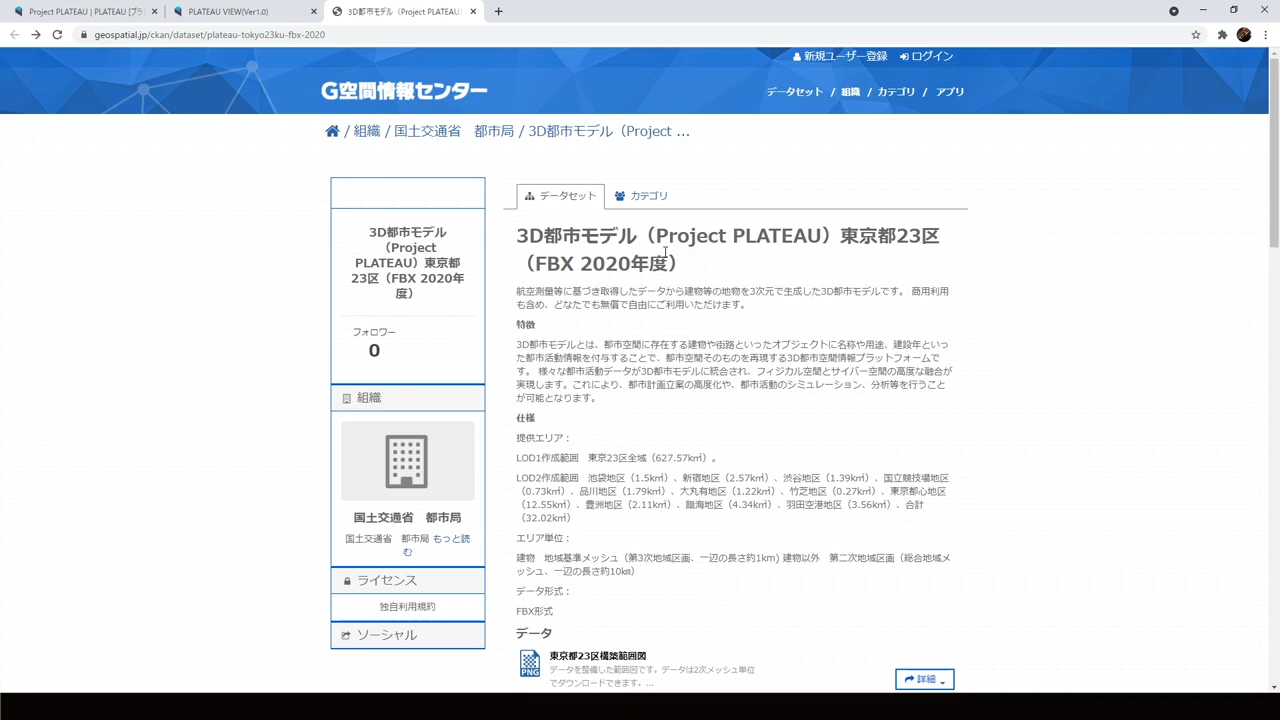 Project PLATEAU | PLATEAU [プラ
PLATEAU VIEW(Ver1.0)
3D都市モデル（Project PLATEAU）
geospatial.jp/ckan/dataset/plateau-tokyo23ku-fbx-2020
新規ユーザー登録 ログイン
G空間情報センター
データセット / 組織 / カテゴリ / アプリ
/ 組織 / 国土交通省　都市局 / 3D都市モデル（Project ...
データセット カテゴリ
3D都市モデル
（Project
PLATEAU）東京都
23区（FBX 2020年
度）
フォロワー
0
組織
国土交通省　都市局
国土交通省　都市局 もっと読
む
ライセンス
独自利用規約
ソーシャル
3D都市モデル（Project PLATEAU）東京都23区
（FBX 2020年度）
航空測量等に基づき取得したデータから建物等の地物を3次元で生成した3D都市モデルです。 商用利用
も含め、どなたでも無償で自由にご利用いただけます。
特徴
3D都市モデルとは、都市空間に存在する建物や街路といったオブジェクトに名称や用途、建設年といっ
た都市活動情報を付与することで、都市空間そのものを再現する3D都市空間情報プラットフォームで
す。 様々な都市活動データが3D都市モデルに統合され、フィジカル空間とサイバー空間の高度な融合が
実現します。これにより、都市計画立案の高度化や、都市活動のシミュレーション、分析等を行うこと
が可能となります。
仕様
提供エリア：
LOD1作成範囲　東京23区全域（627.57k㎡）。
LOD2作成範囲　池袋地区（1.5k㎡）、新宿地区（2.57k㎡）、渋谷地区（1.39k㎡）、国立競技場地区
（0.73k㎡）、品川地区（1.79k㎡）、大丸有地区（1.22k㎡）、竹芝地区（0.27k㎡）、東京都心地区
（12.55k㎡）、豊洲地区（2.11k㎡）、臨海地区（4.34k㎡）、羽田空港地区（3.56k㎡）、合計
（32.02k㎡）
エリア単位：
建物　地域基準メッシュ（第3次地域区画、一辺の長さ約1km) 建物以外　第二次地域区画（総合地域メ
ッシュ、一辺の長さ約10㎞）
データ形式：
FBX形式
データ
PNG
東京都23区構築範囲図
データを整備した範囲図です。データは2次メッシュ単位
でダウンロードできます。...
詳細